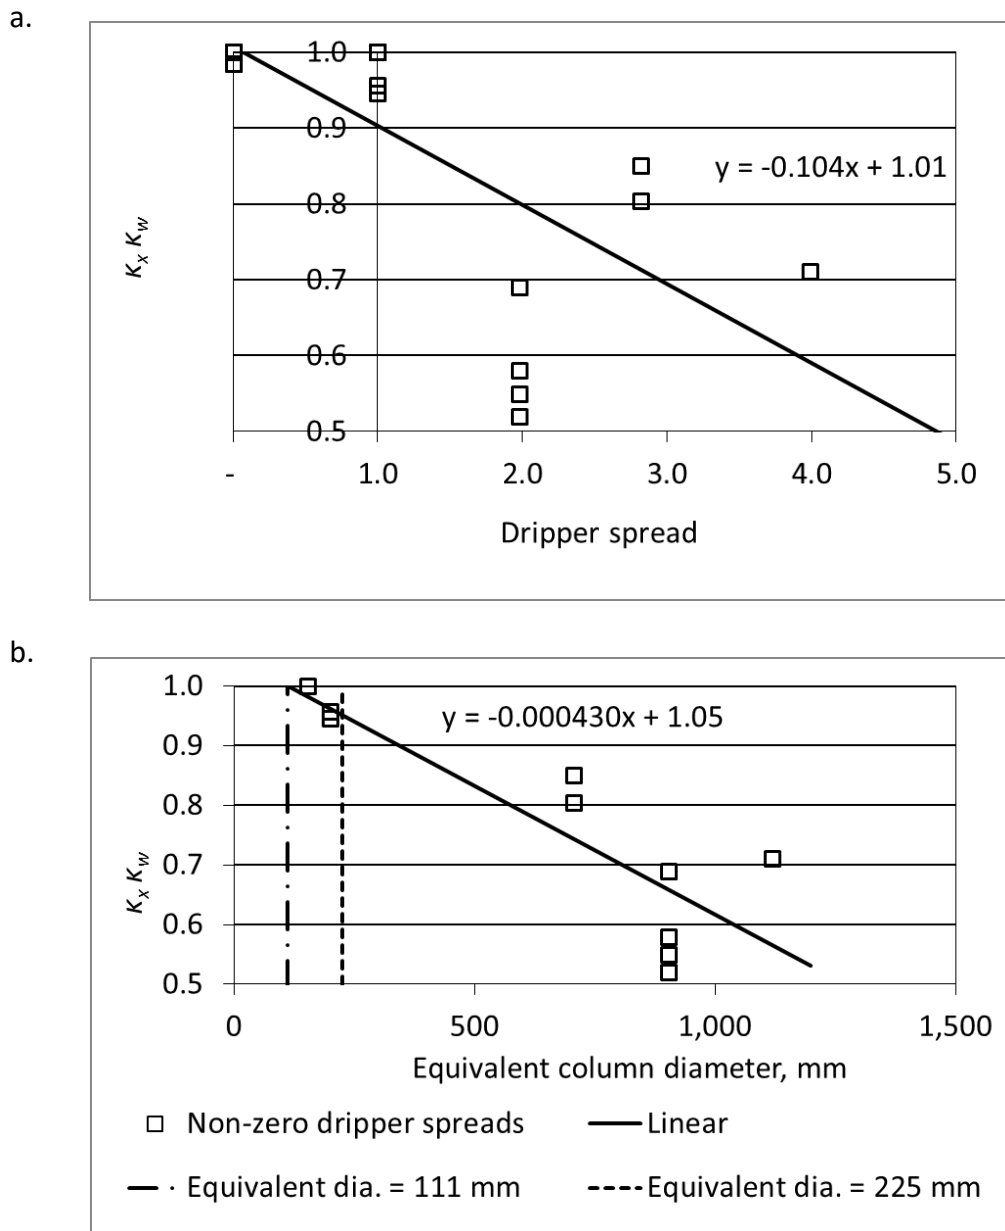 a.
1.0
0.9
y = -0.104x + 1.01
0.8
κx κw
0.7
0.6
0.5
- 1.0 2.0 3.0 4.0 5.0
Dripper spread
b.
1.0
y = -0.000430x + 1.05
0.9
0.8
κx κw
0.7
0.6
0.5
0 500 1,000 1,500
Equivalent column diameter, mm
Non-zero dripper spreads Linear
Equivalent dia. = 111 mm Equivalent dia. = 225 mm